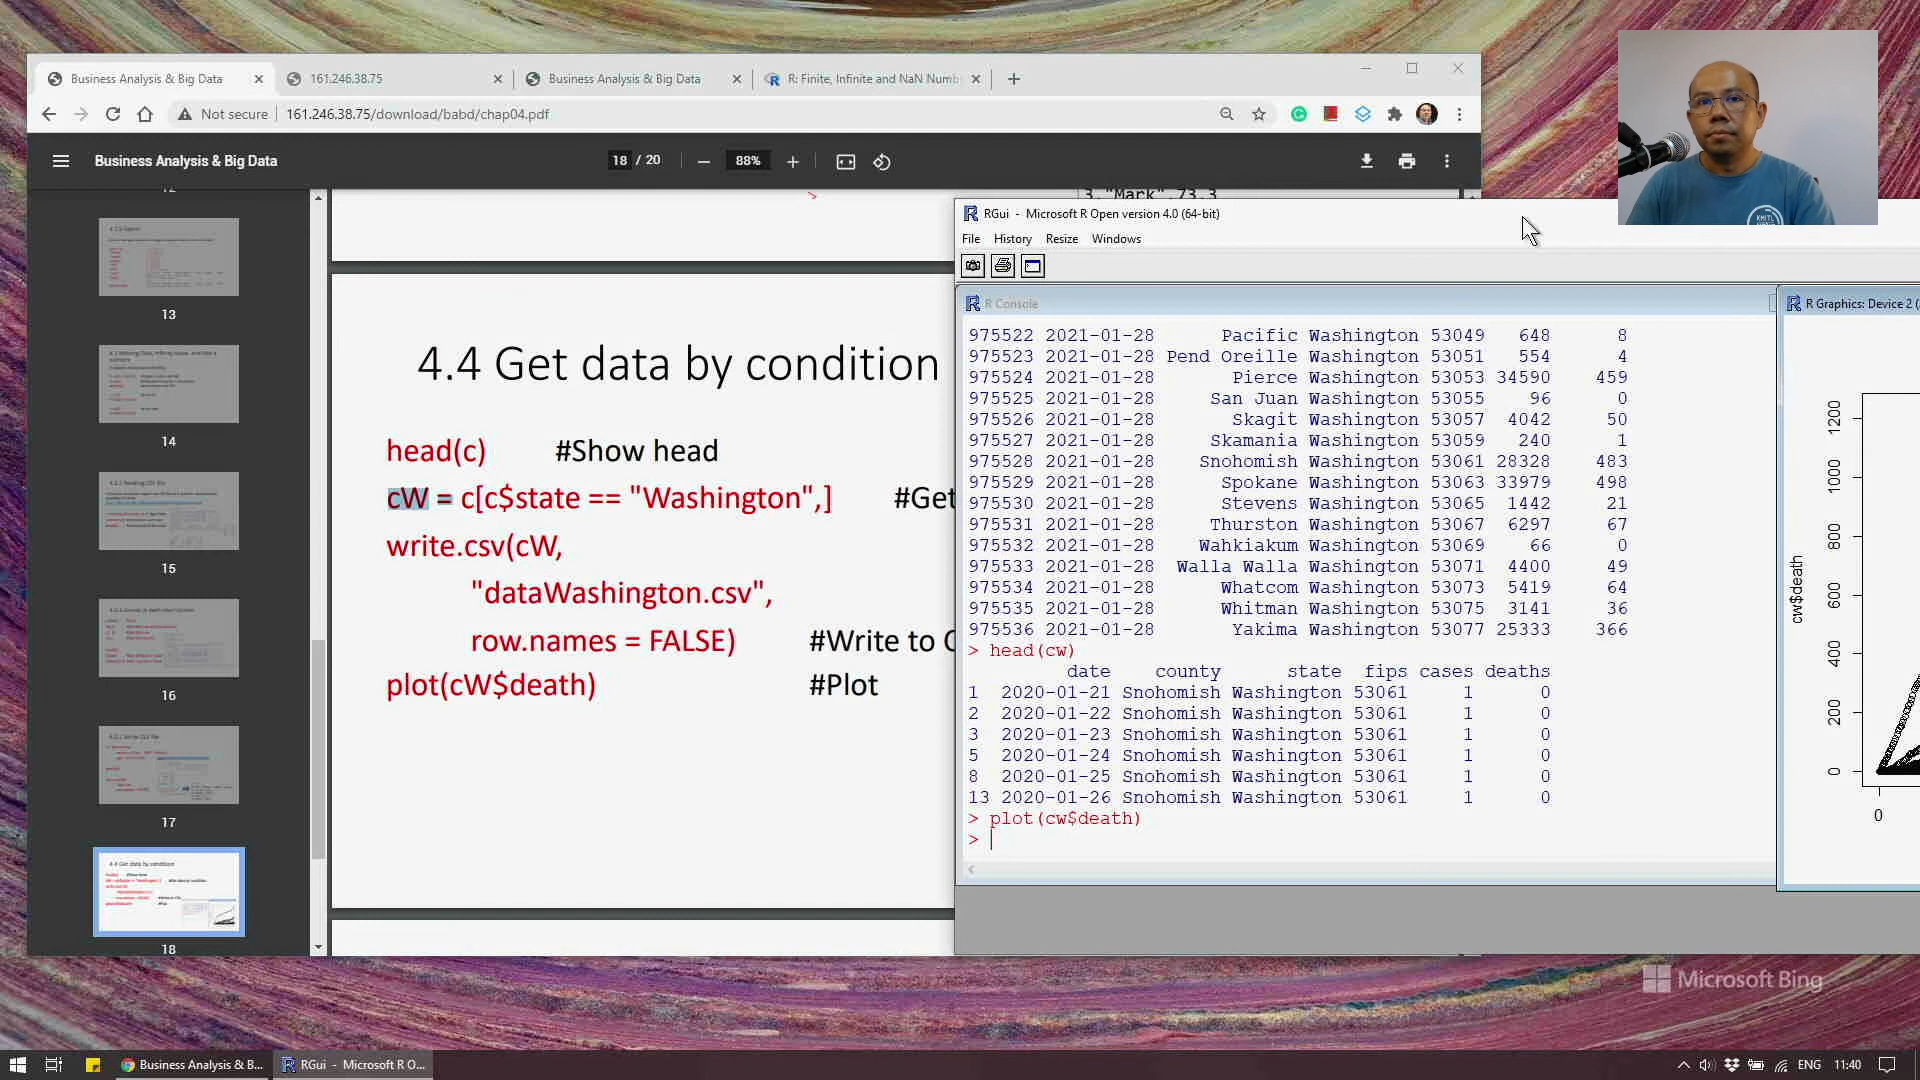 Business Analysis & Big Data
161.246.38.75
Business Analysis & Big Data
R: Finite, Infinite and NaN Numb
Not secure
161.246.38.75/download/babd/chap04.pdf
Business Analysis & Big Data
18 / 20
88%
12
13
14
15
16
17
18
3 "Mark" 73.3
4.4 Get data by condition
head(c) #Show head
cW = c[c$state == "Washington",] #Get
write.csv(cW,
"dataWashington.csv",
row.names = FALSE) #Write to C
plot(cW$death) #Plot
RGui - Microsoft R Open version 4.0 (64-bit)
File History Resize Windows
R Console
975522 2021-01-28 Pacific Washington 53049 648 8
975523 2021-01-28 Pend Oreille Washington 53051 554 4
975524 2021-01-28 Pierce Washington 53053 34590 459
975525 2021-01-28 San Juan Washington 53055 96 0
975526 2021-01-28 Skagit Washington 53057 4042 50
975527 2021-01-28 Skamania Washington 53059 240 1
975528 2021-01-28 Snohomish Washington 53061 28328 483
975529 2021-01-28 Spokane Washington 53063 33979 498
975530 2021-01-28 Stevens Washington 53065 1442 21
975531 2021-01-28 Thurston Washington 53067 6297 67
975532 2021-01-28 Wahkiakum Washington 53069 66 0
975533 2021-01-28 Walla Walla Washington 53071 4400 49
975534 2021-01-28 Whatcom Washington 53073 5419 64
975535 2021-01-28 Whitman Washington 53075 3141 36
975536 2021-01-28 Yakima Washington 53077 25333 366
> head(cw)
date county state fips cases deaths
1 2020-01-21 Snohomish Washington 53061 1 0
2 2020-01-22 Snohomish Washington 53061 1 0
3 2020-01-23 Snohomish Washington 53061 1 0
5 2020-01-24 Snohomish Washington 53061 1 0
8 2020-01-25 Snohomish Washington 53061 1 0
13 2020-01-26 Snohomish Washington 53061 1 0
> plot(cw$death)
>
R Graphics: Device 2 (
cw$death
1200
1000
800
600
400
200
0
0
KMITL
Microsoft Bing
Business Analysis & B...
RGui - Microsoft R O...
ENG
11:40